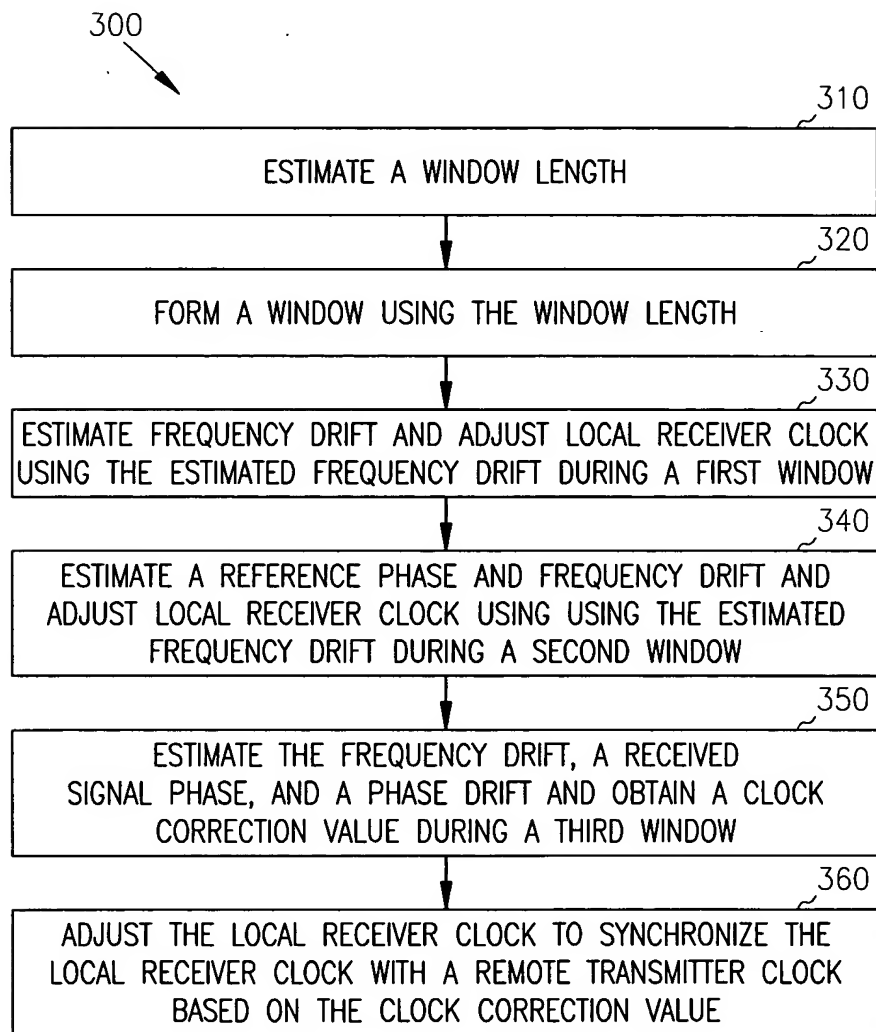 300
310
ESTIMATE A WINDOW LENGTH
320
FORM A WINDOW USING THE WINDOW LENGTH
330
ESTIMATE FREQUENCY DRIFT AND ADJUST LOCAL RECEIVER CLOCK
USING THE ESTIMATED FREQUENCY DRIFT DURING A FIRST WINDOW
340
ESTIMATE A REFERENCE PHASE AND FREQUENCY DRIFT AND
ADJUST LOCAL RECEIVER CLOCK USING USING THE ESTIMATED
FREQUENCY DRIFT DURING A SECOND WINDOW
350
ESTIMATE THE FREQUENCY DRIFT, A RECEIVED
SIGNAL PHASE, AND A PHASE DRIFT AND OBTAIN A CLOCK
CORRECTION VALUE DURING A THIRD WINDOW
360
ADJUST THE LOCAL RECEIVER CLOCK TO SYNCHRONIZE THE
LOCAL RECEIVER CLOCK WITH A REMOTE TRANSMITTER CLOCK
BASED ON THE CLOCK CORRECTION VALUE